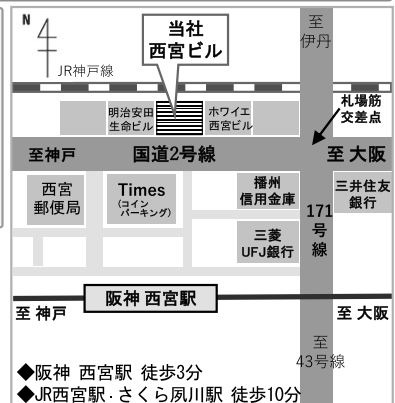 N
当社
西宮ビル
至
伊丹
JR神戸線
明治安田
生命ビル
ホワイエ
西宮ビル
札場筋
交差点
至神戸
国道2号線
至 大阪
西宮
郵便局
Times
(コイン
パーキング)
播州
信用金庫
三井住友
銀行
171
号
線
三菱
UFJ銀行
阪神 西宮駅
至 神戸
至 大阪
至
43号線
◆阪神 西宮駅 徒歩3分
◆JR西宮駅･さくら夙川駅 徒歩10分